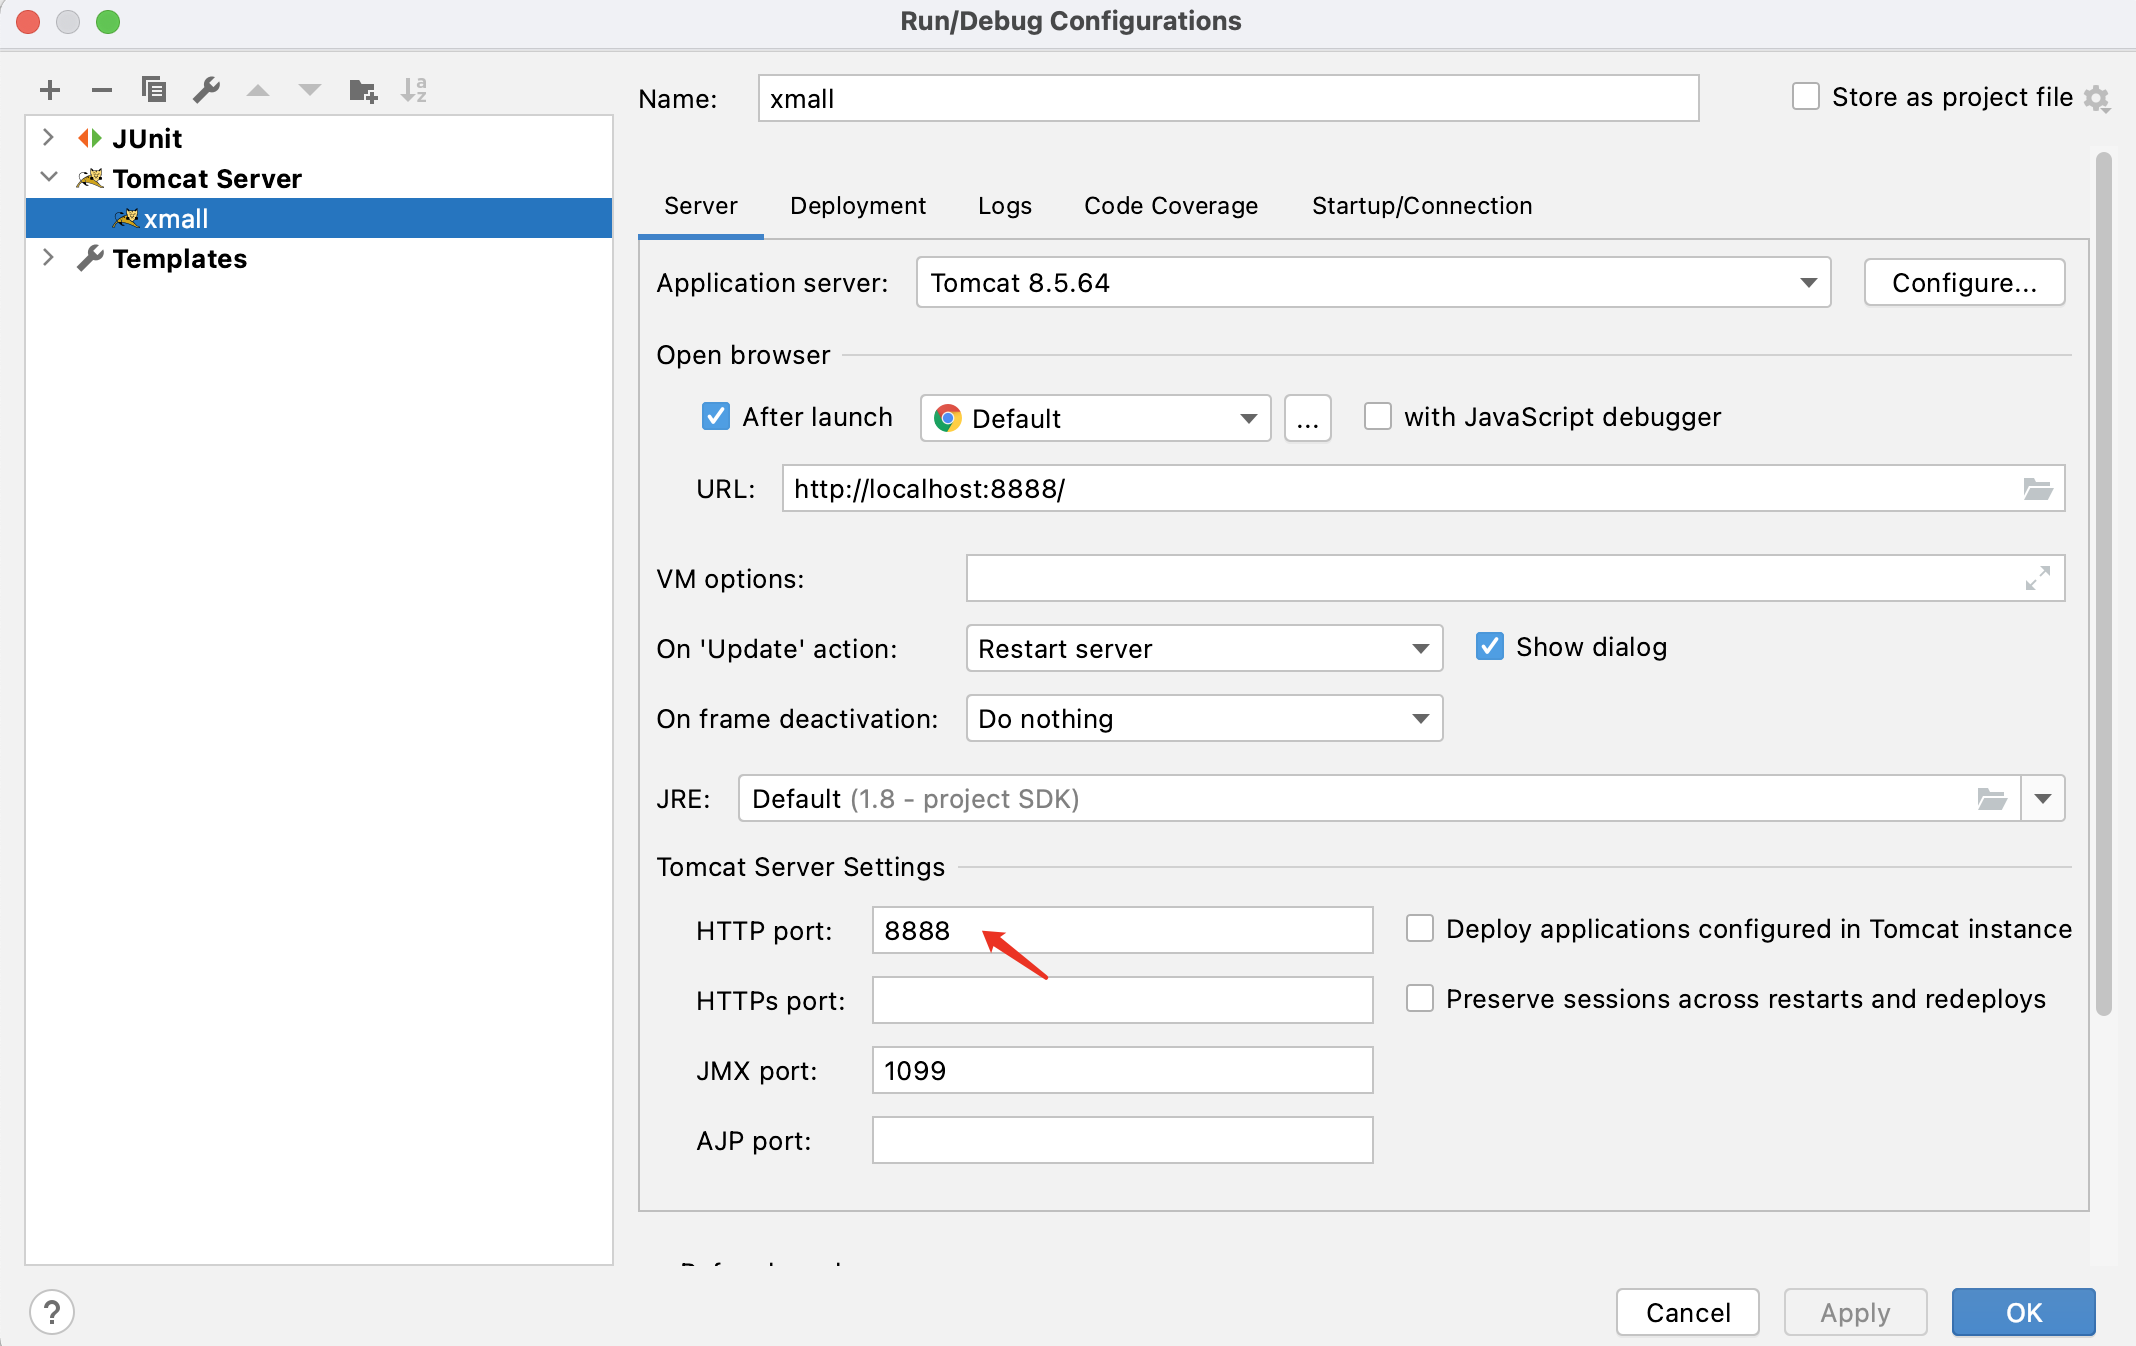 Run/Debug Configurations
Name: xmall Store as project file
JUnit
Tomcat Server
xmall
Templates
Server Deployment Logs Code Coverage Startup/Connection
Application server: Tomcat 8.5.64 Configure...
Open browser
After launch Default ... with JavaScript debugger
URL: http://localhost:8888/
VM options:
On 'Update' action: Restart server Show dialog
On frame deactivation: Do nothing
JRE: Default (1.8 - project SDK)
Tomcat Server Settings
HTTP port: 8888 Deploy applications configured in Tomcat instance
HTTPs port: Preserve sessions across restarts and redeploys
JMX port: 1099
AJP port:
? Cancel Apply OK